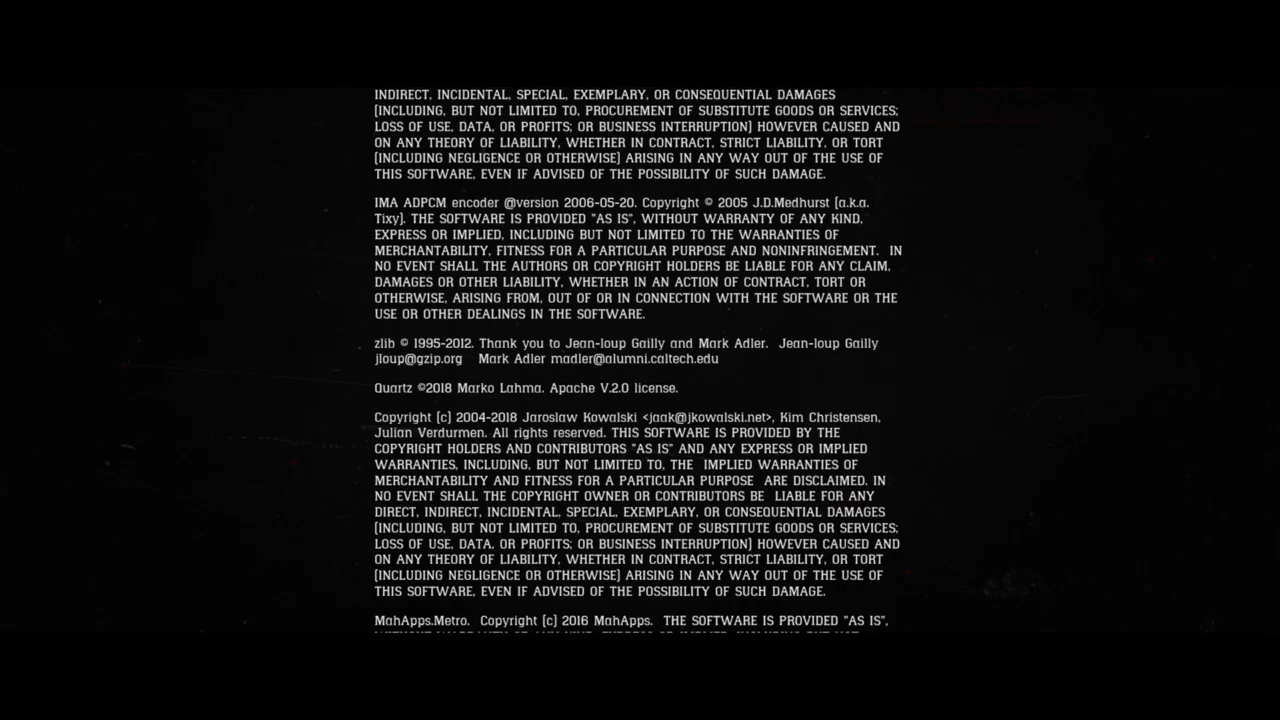 INDIRECT, INCIDENTAL, SPECIAL, EXEMPLARY, OR CONSEQUENTIAL DAMAGES
[INCLUDING, BUT NOT LIMITED TO, PROCUREMENT OF SUBSTITUTE GOODS OR SERVICES;
LOSS OF USE, DATA, OR PROFITS; OR BUSINESS INTERRUPTION] HOWEVER CAUSED AND
ON ANY THEORY OF LIABILITY, WHETHER IN CONTRACT, STRICT LIABILITY, OR TORT
[INCLUDING NEGLIGENCE OR OTHERWISE] ARISING IN ANY WAY OUT OF THE USE OF
THIS SOFTWARE, EVEN IF ADVISED OF THE POSSIBILITY OF SUCH DAMAGE.
IMA ADPCM encoder @version 2006-05-20. Copyright © 2005 J.D.Medhurst [a.k.a.
Tixy]. THE SOFTWARE IS PROVIDED "AS IS", WITHOUT WARRANTY OF ANY KIND,
EXPRESS OR IMPLIED, INCLUDING BUT NOT LIMITED TO THE WARRANTIES OF
MERCHANTABILITY, FITNESS FOR A PARTICULAR PURPOSE AND NONINFRINGEMENT.  IN
NO EVENT SHALL THE AUTHORS OR COPYRIGHT HOLDERS BE LIABLE FOR ANY CLAIM,
DAMAGES OR OTHER LIABILITY, WHETHER IN AN ACTION OF CONTRACT, TORT OR
OTHERWISE, ARISING FROM, OUT OF OR IN CONNECTION WITH THE SOFTWARE OR THE
USE OR OTHER DEALINGS IN THE SOFTWARE.
zlib © 1995-2012. Thank you to Jean-loup Gailly and Mark Adler.  Jean-loup Gailly
jloup@gzip.org    Mark Adler madler@alumni.caltech.edu
Quartz ©2018 Marko Lahma. Apache V.2.0 license.
Copyright [c] 2004-2018 Jaroslaw Kowalski <jaak@jkowalski.net>, Kim Christensen,
Julian Verdurmen. All rights reserved. THIS SOFTWARE IS PROVIDED BY THE
COPYRIGHT HOLDERS AND CONTRIBUTORS "AS IS" AND ANY EXPRESS OR IMPLIED
WARRANTIES, INCLUDING, BUT NOT LIMITED TO, THE  IMPLIED WARRANTIES OF
MERCHANTABILITY AND FITNESS FOR A PARTICULAR PURPOSE  ARE DISCLAIMED. IN
NO EVENT SHALL THE COPYRIGHT OWNER OR CONTRIBUTORS BE  LIABLE FOR ANY
DIRECT, INDIRECT, INCIDENTAL, SPECIAL, EXEMPLARY, OR CONSEQUENTIAL DAMAGES
[INCLUDING, BUT NOT LIMITED TO, PROCUREMENT OF SUBSTITUTE GOODS OR SERVICES;
LOSS OF USE, DATA, OR PROFITS; OR BUSINESS INTERRUPTION] HOWEVER CAUSED AND
ON ANY THEORY OF LIABILITY, WHETHER IN CONTRACT, STRICT LIABILITY, OR TORT
[INCLUDING NEGLIGENCE OR OTHERWISE] ARISING IN ANY WAY OUT OF THE USE OF
THIS SOFTWARE, EVEN IF ADVISED OF THE POSSIBILITY OF SUCH DAMAGE.
MahApps.Metro.  Copyright [c] 2016 MahApps.  THE SOFTWARE IS PROVIDED "AS IS",